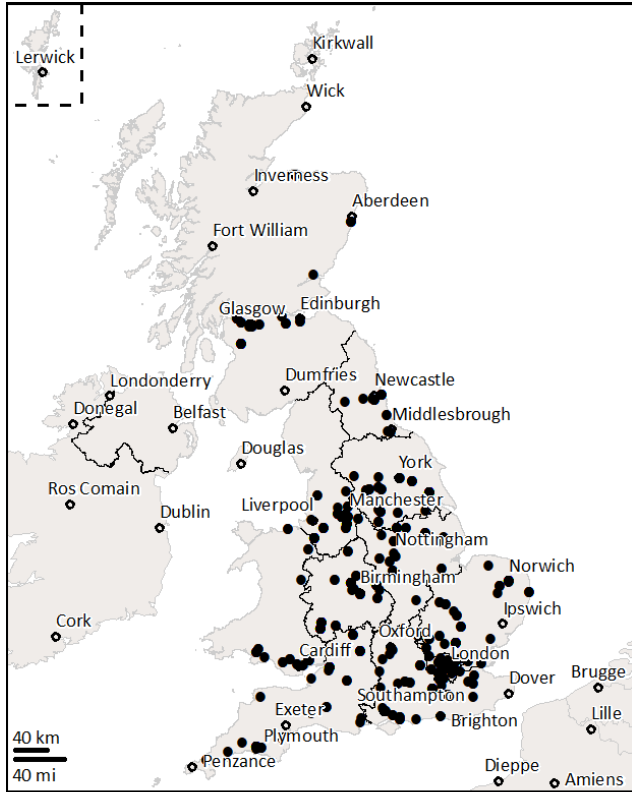 Kirkwall
Lerwick
Wick
Inverness
Aberdeen
Fort William
Glasgow
Edinburgh
Dumfries
Newcastle
Londonderry
Donegal
Belfast
Middlesbrough
Douglas
York
Ros Comain
Liverpool
Manchester
Dublin
Nottingham
Norwich
Birmingham
Ipswich
Cork
Oxford
Cardiff
London
Dover
Brugge
Southampton
Exeter
Brighton
Lille
Plymouth
40 km
40 mi
Penzance
Dieppe
Amiens